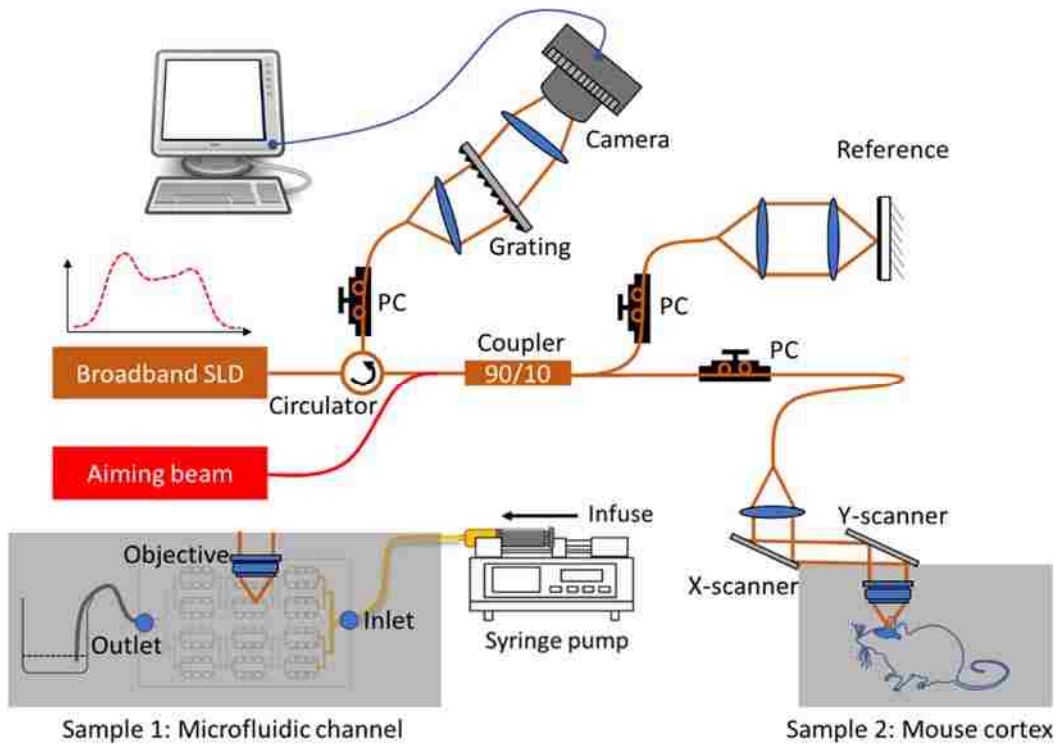 Camera
Reference
Grating
PC
PC
Coupler
PC
Broadband SLD
90/10
Circulator
Aiming beam
Infuse
Y-scanner
Objective
X-scanner
Inlet
Outlet
Syringe pump
Sample 1: Microfluidic channel
Sample 2: Mouse cortex